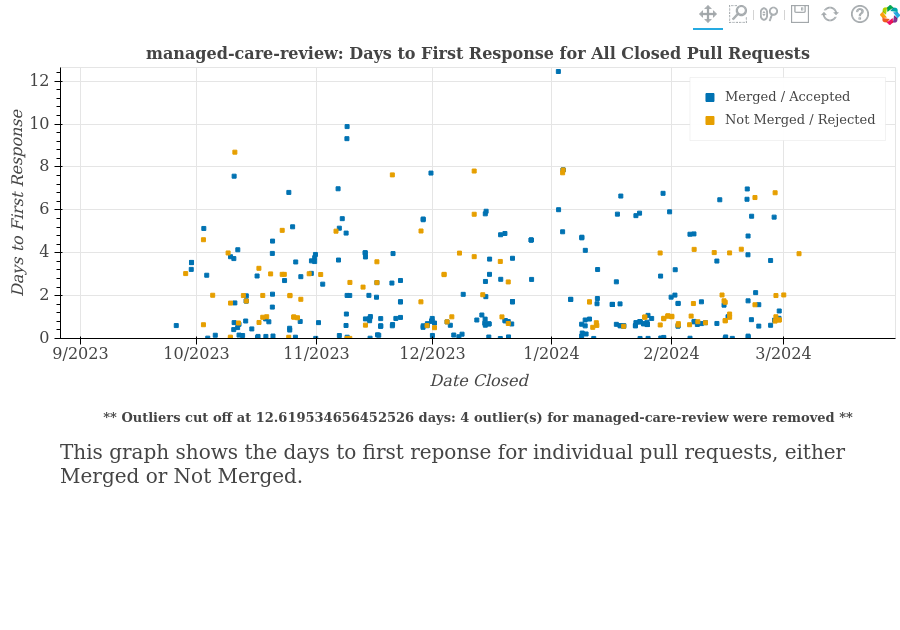 managed-care-review: Days to First Response for All Closed Pull Requests
Merged / Accepted
Not Merged / Rejected
Days to First Response
12
10
8
6
4
2
0
9/2023 10/2023 11/2023 12/2023 1/2024 2/2024 3/2024
Date Closed
** Outliers cut off at 12.619534656452526 days: 4 outlier(s) for managed-care-review were removed **
This graph shows the days to first reponse for individual pull requests, either
Merged or Not Merged.